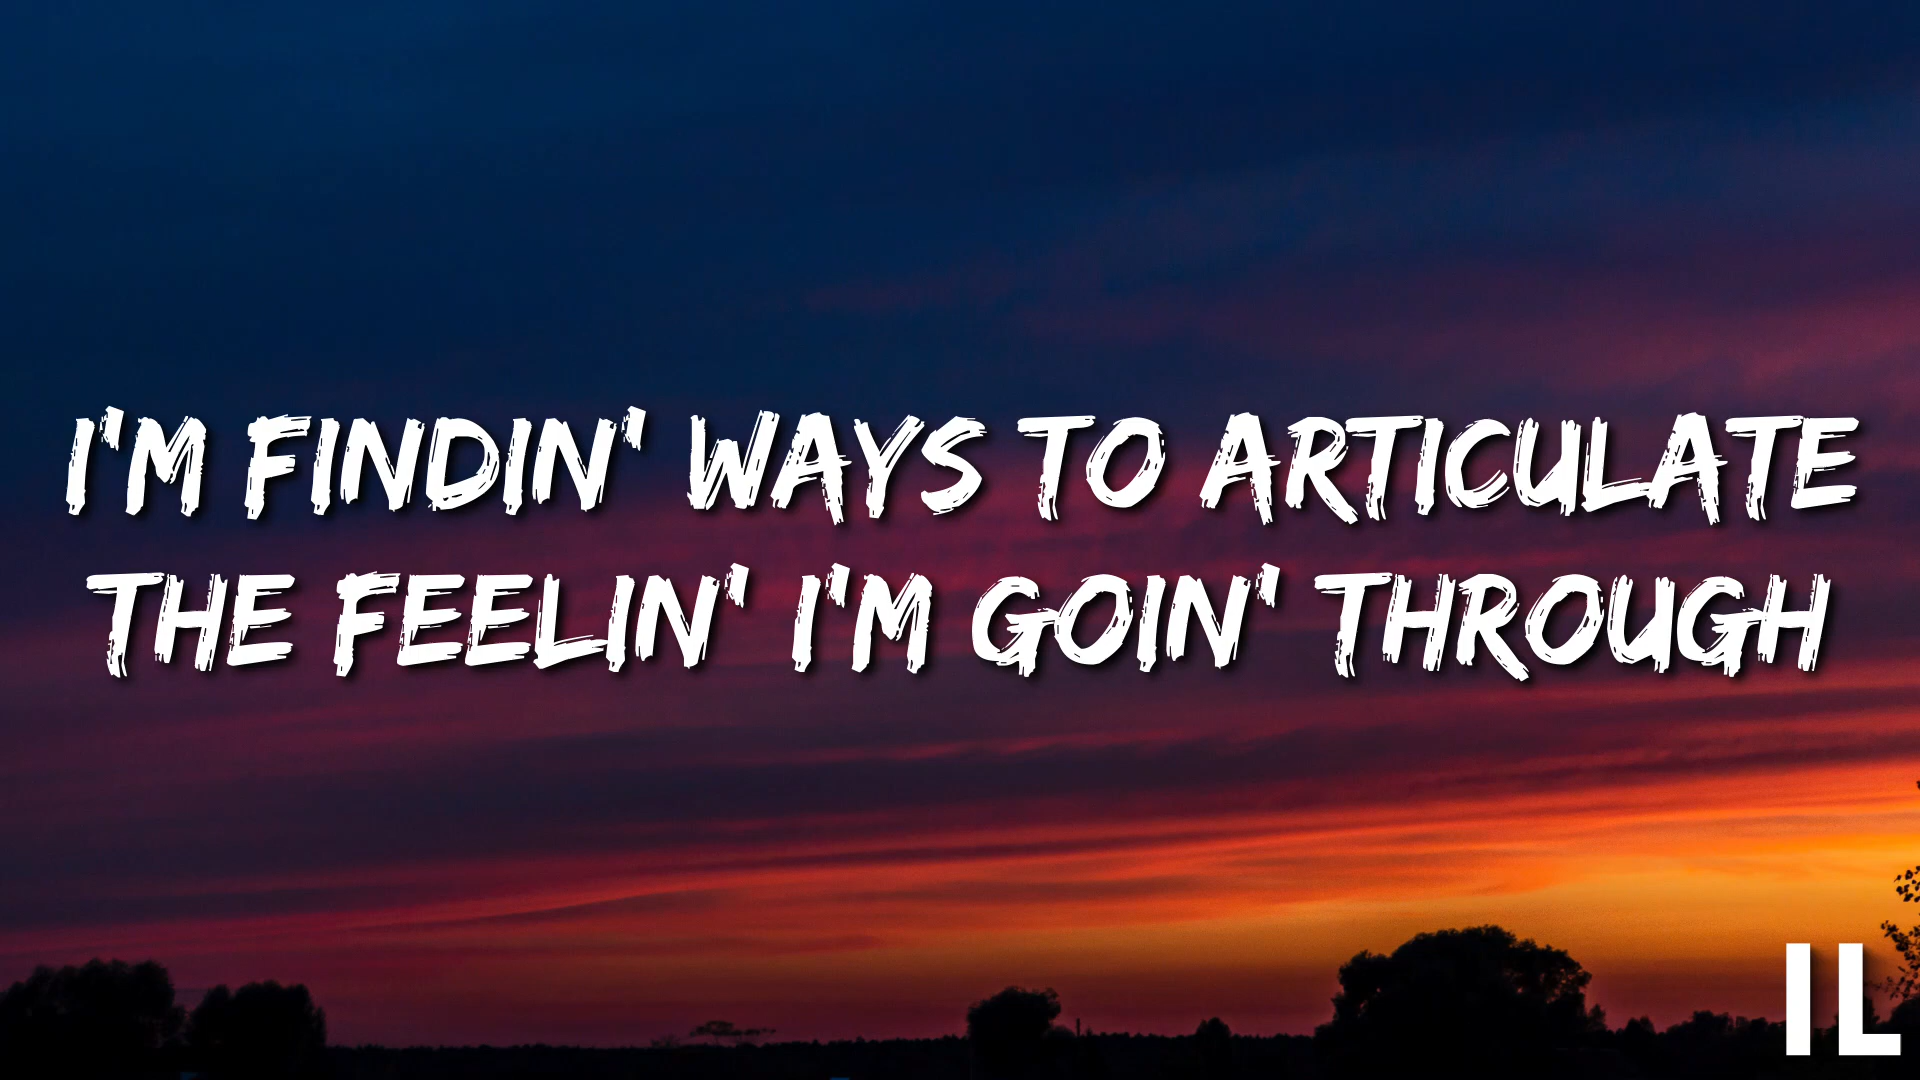 I'M FINDIN' WAYS TO ARTICULATE
THE FEELIN' I'M GOIN' THROUGH
IL